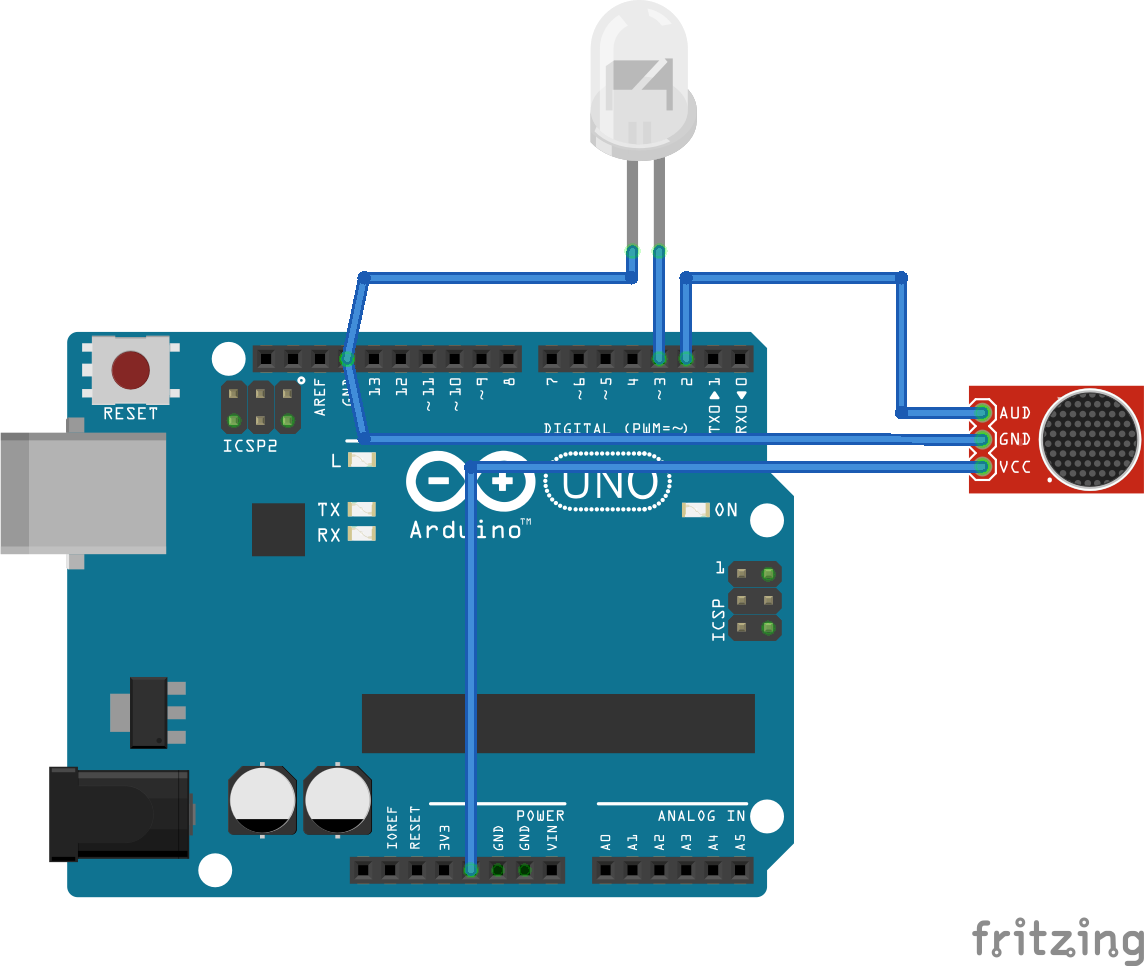 RESET
ICSP2
AREF
GND
13
12
~11
~10
~9
8
7
~6
~5
4
~3
2
TX0▶1
RX0◀0
DIGITAL (PWM=~)
AUD
GND
VCC
L
TX
RX
UNO
Arduino™
ON
1
ICSP
IOREF
RESET
3V3
GND
GND
VIN
POWER
ANALOG IN
A0
A1
A2
A3
A4
A5
fritzing